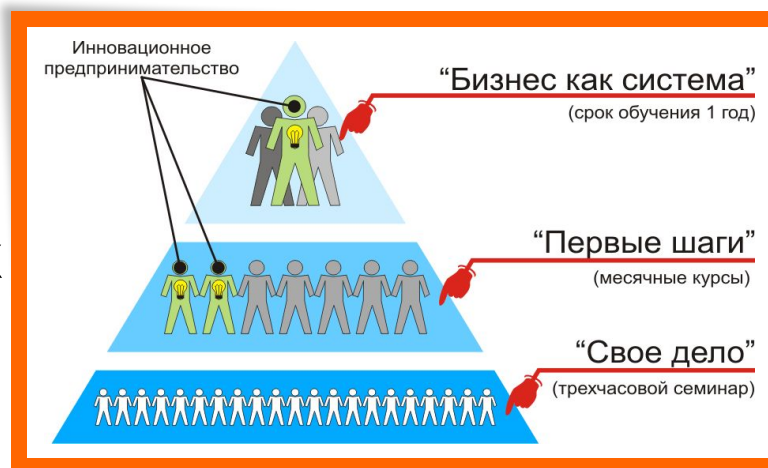 Инновационное
предпринимательство
“Бизнес как система”
(срок обучения 1 год)
“Первые шаги”
(месячные курсы)
“Свое дело”
(трехчасовой семинар)